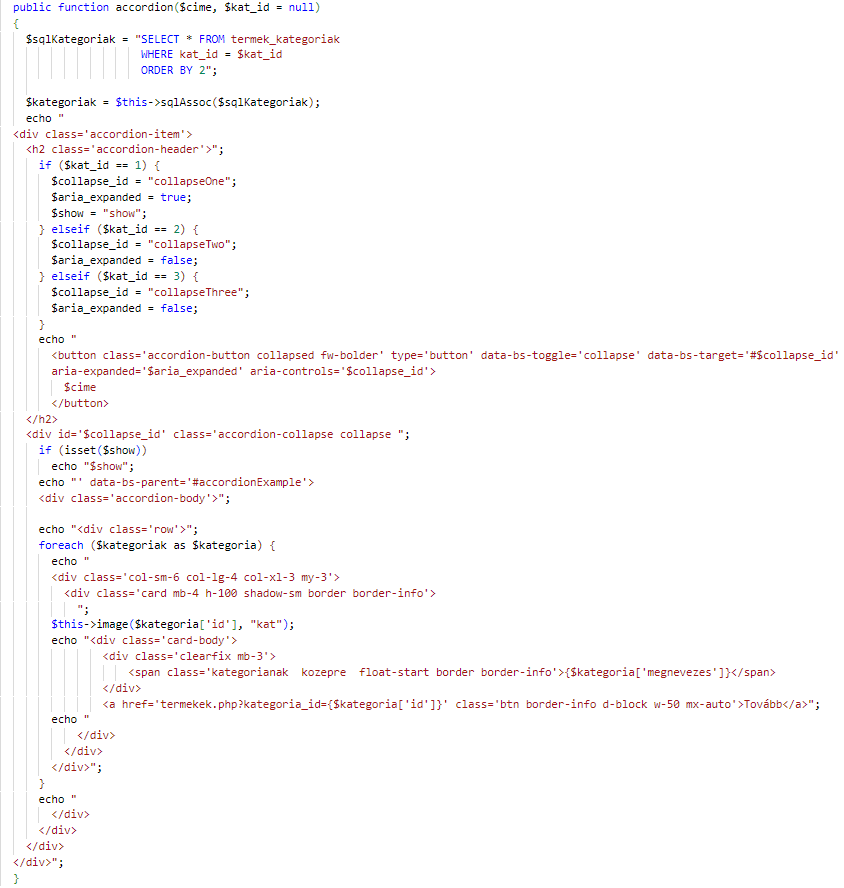 public function accordion($cime, $kat_id = null)
{
  $sqlKategoriak = "SELECT * FROM termek_kategoriak
                    WHERE kat_id = $kat_id
                    ORDER BY 2";

  $kategoriak = $this->sqlAssoc($sqlKategoriak);
  echo "
<div class='accordion-item'>
  <h2 class='accordion-header'>";
    if ($kat_id == 1) {
      $collapse_id = "collapseOne";
      $aria_expanded = true;
      $show = "show";
    } elseif ($kat_id == 2) {
      $collapse_id = "collapseTwo";
      $aria_expanded = false;
    } elseif ($kat_id == 3) {
      $collapse_id = "collapseThree";
      $aria_expanded = false;
    }
    echo "
      <button class='accordion-button collapsed fw-bolder' type='button' data-bs-toggle='collapse' data-bs-target='#$collapse_id'
      aria-expanded='$aria_expanded' aria-controls='$collapse_id'>
        $cime
      </button>
  </h2>
  <div id='$collapse_id' class='accordion-collapse collapse ";
    if (isset($show))
      echo "$show";
    echo "' data-bs-parent='#accordionExample'>
    <div class='accordion-body'>";

    echo "<div class='row'>";
    foreach ($kategoriak as $kategoria) {
      echo "
      <div class='col-sm-6 col-lg-4 col-xl-3 my-3'>
        <div class='card mb-4 h-100 shadow-sm border border-info'>
          ";
      $this->image($kategoria['id'], "kat");
      echo "<div class='card-body'>
              <div class='clearfix mb-3'>
                  <span class='kategorianak  kozepre  float-start border border-info'>{$kategoria['megnevezes']}</span>
              </div>
              <a href='termekek.php?kategoria_id={$kategoria['id']}' class='btn border-info d-block w-50 mx-auto'>Tovább</a>";
      echo "
          </div>
        </div>
      </div>";
    }
    echo "
      </div>
    </div>
  </div>
</div>";
}